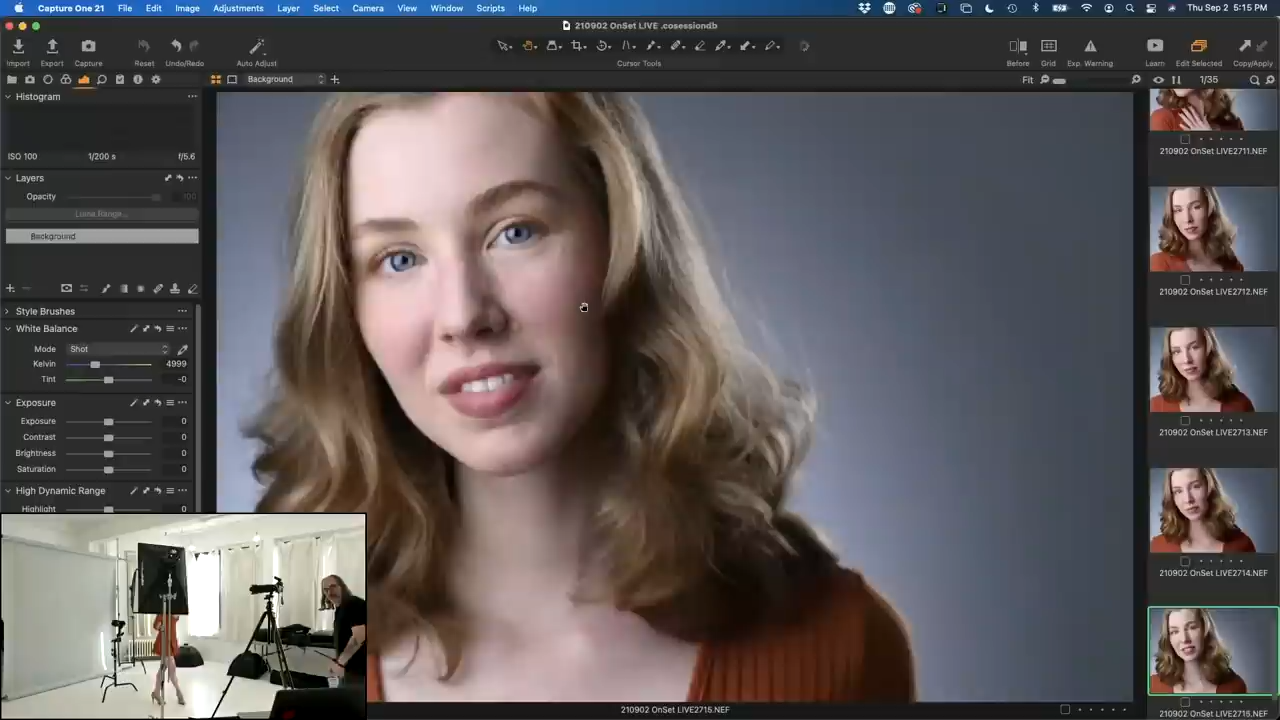 Capture One 21 File Edit Image Adjustments Layer Select Camera View Window Scripts Help Thu Sep 2 5:15 PM
210902 OnSet LIVE .cosessiondb
Import Export Capture Reset Undo/Redo Auto Adjust Cursor Tools Before Grid Exp. Warning Learn Edit Selected Copy/Apply
Background Fit 1/35
Histogram
ISO 100 1/200 s f/5.6
Layers
Opacity 100
Luma Range...
Background
Style Brushes
White Balance
Mode Shot
Kelvin 4999
Tint -0
Exposure
Exposure 0
Contrast 0
Brightness 0
Saturation 0
High Dynamic Range
Highlight 0
210902 OnSet LIVE2715.NEF
210902 OnSet LIVE2711.NEF
210902 OnSet LIVE2712.NEF
210902 OnSet LIVE2713.NEF
210902 OnSet LIVE2714.NEF
210902 OnSet LIVE2715.NEF